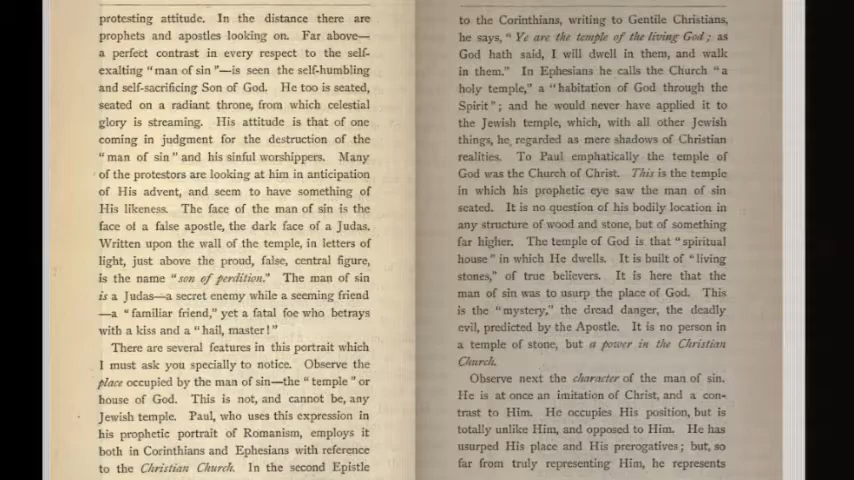 protesting attitude. In the distance there are
prophets and apostles looking on. Far above—
a perfect contrast in every respect to the self-
exalting "man of sin"—is seen the self-humbling
and self-sacrificing Son of God. He too is seated,
seated on a radiant throne, from which celestial
glory is streaming. His attitude is that of one
coming in judgment for the destruction of the
"man of sin" and his sinful worshippers. Many
of the protestors are looking at him in anticipation
of His advent, and seem to have something of
His likeness. The face of the man of sin is the
face of a false apostle, the dark face of a Judas.
Written upon the wall of the temple, in letters of
light, just above the proud, false, central figure,
is the name "son of perdition." The man of sin
is a Judas—a secret enemy while a seeming friend
—a "familiar friend," yet a fatal foe who betrays
with a kiss and a "hail, master!"
There are several features in this portrait which
I must ask you specially to notice. Observe the
place occupied by the man of sin—the "temple" or
house of God. This is not, and cannot be, any
Jewish temple. Paul, who uses this expression in
his prophetic portrait of Romanism, employs it
both in Corinthians and Ephesians with reference
to the Christian Church. In the second Epistle
to the Corinthians, writing to Gentile Christians,
he says, "Ye are the temple of the living God; as
God hath said, I will dwell in them, and walk
in them." In Ephesians he calls the Church "a
holy temple," a "habitation of God through the
Spirit"; and he would never have applied it to
the Jewish temple, which, with all other Jewish
things, he regarded as mere shadows of Christian
realities. To Paul emphatically the temple of
God was the Church of Christ. This is the temple
in which his prophetic eye saw the man of sin
seated. It is no question of his bodily location in
any structure of wood and stone, but of something
far higher. The temple of God is that "spiritual
house" in which He dwells. It is built of "living
stones," of true believers. It is here that the
man of sin was to usurp the place of God. This
is the "mystery," the dread danger, the deadly
evil, predicted by the Apostle. It is no person in
a temple of stone, but a power in the Christian
Church.
Observe next the character of the man of sin.
He is at once an imitation of Christ, and a con-
trast to Him. He occupies His position, but is
totally unlike Him, and opposed to Him. He has
usurped His place and His prerogatives; but, so
far from truly representing Him, he represents